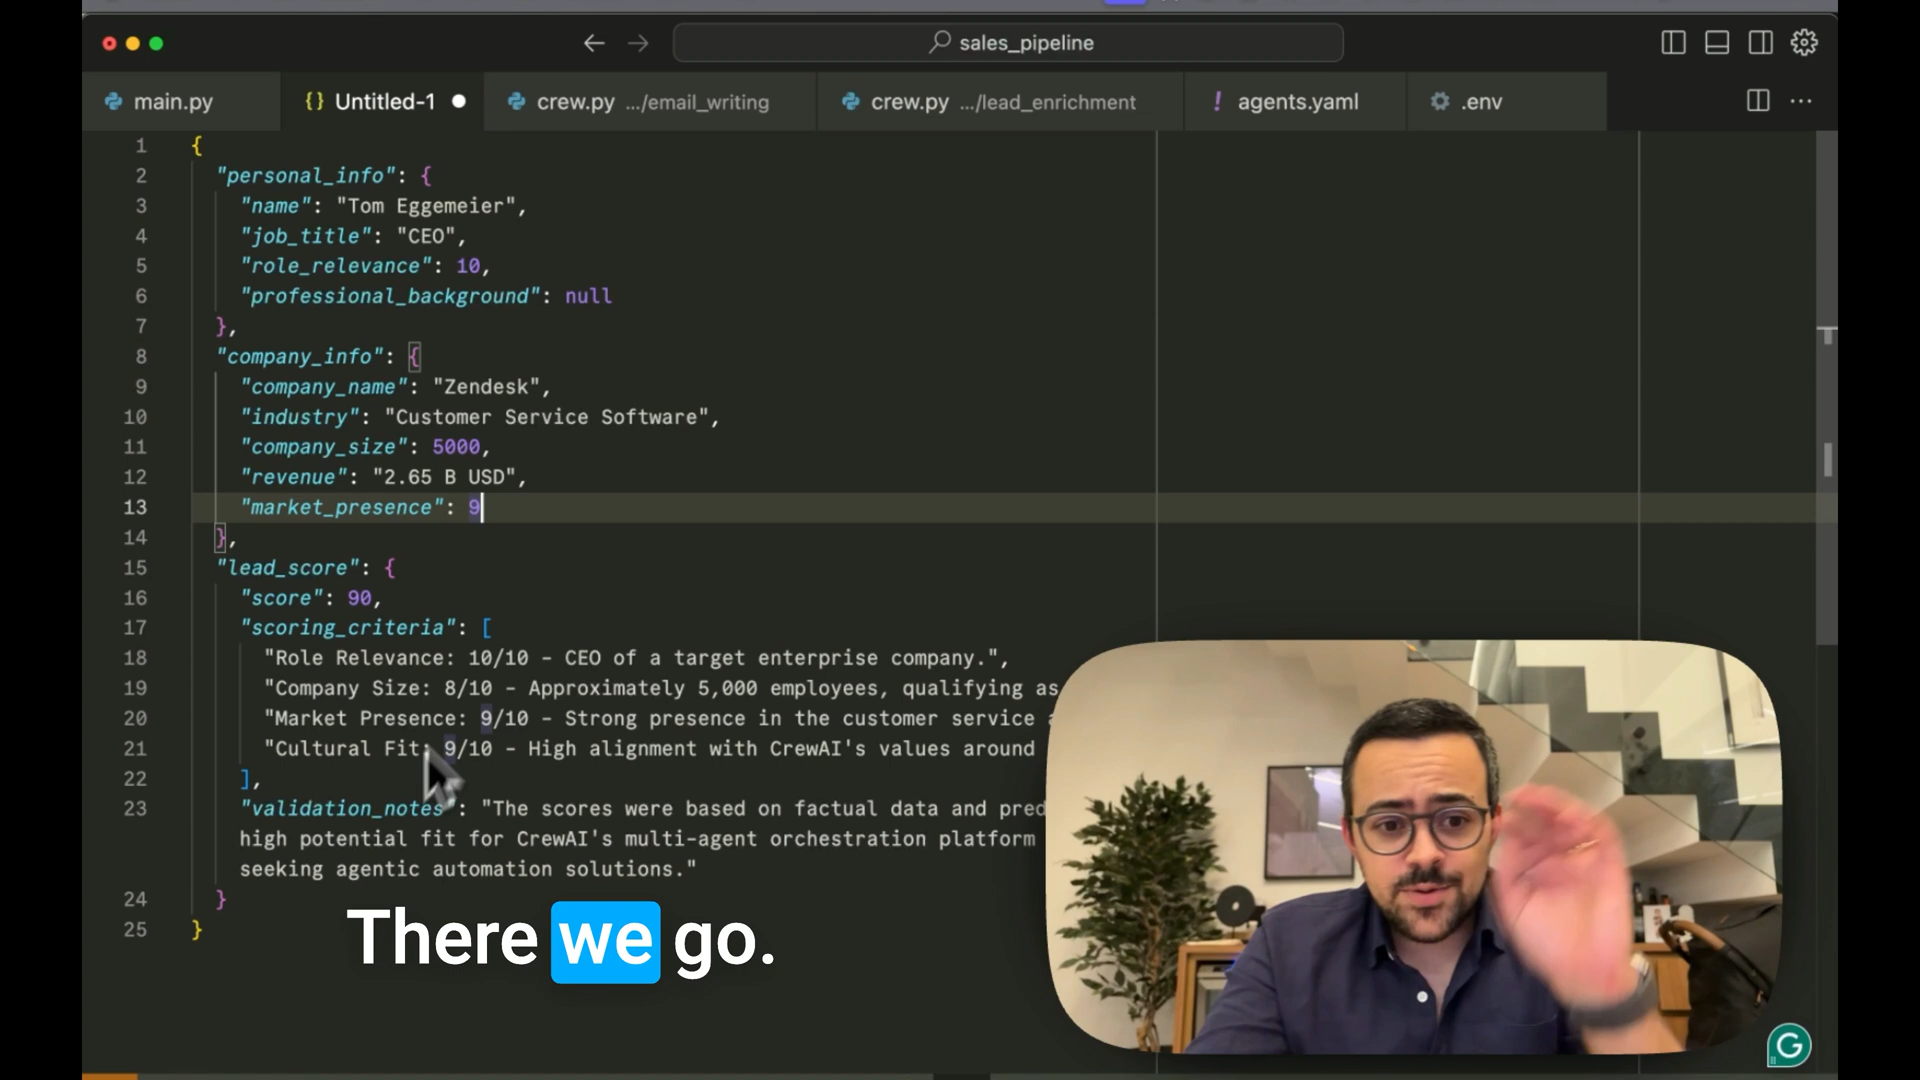 sales_pipeline
main.py
{} Untitled-1
crew.py .../email_writing
crew.py .../lead_enrichment
! agents.yaml
.env
1 {
2 "personal_info": {
3 "name": "Tom Eggemeier",
4 "job_title": "CEO",
5 "role_relevance": 10,
6 "professional_background": null
7 },
8 "company_info": {
9 "company_name": "Zendesk",
10 "industry": "Customer Service Software",
11 "company_size": 5000,
12 "revenue": "2.65 B USD",
13 "market_presence": 9
14 },
15 "lead_score": {
16 "score": 90,
17 "scoring_criteria": [
18 "Role Relevance: 10/10 - CEO of a target enterprise company.",
19 "Company Size: 8/10 - Approximately 5,000 employees, qualifying as
20 "Market Presence: 9/10 - Strong presence in the customer service
21 "Cultural Fit: 9/10 - High alignment with CrewAI's values around
22 ],
23 "validation_notes": "The scores were based on factual data and pred
high potential fit for CrewAI's multi-agent orchestration platform
seeking agentic automation solutions."
24 }
25 }
There we go.
G